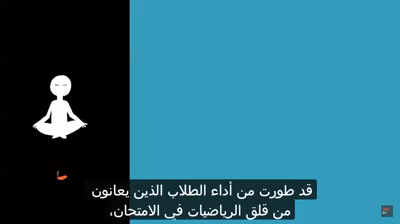 قد طورت من أداء الطلاب الذين يعانون
من قلق الرياضيات في الامتحان،